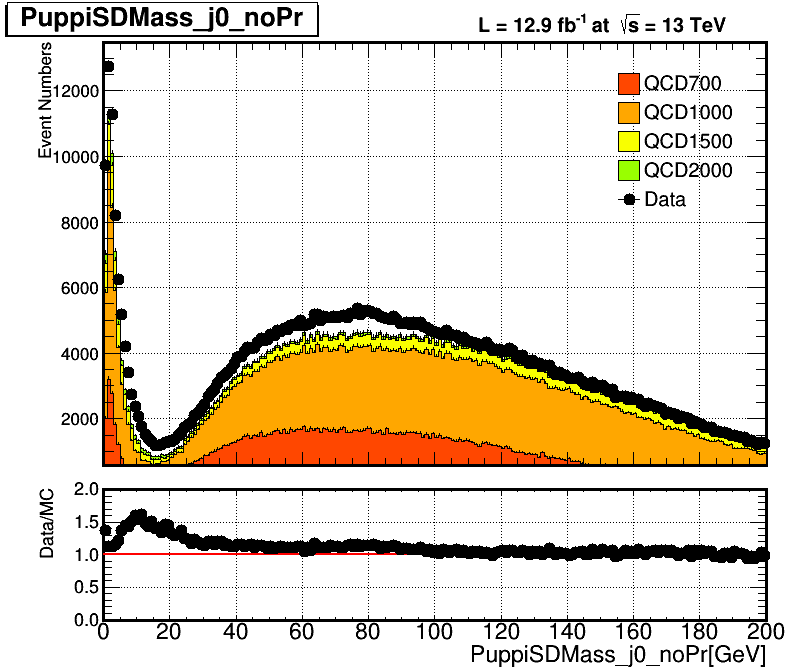 PuppiSDMass_j0_noPr
L = 12.9 fb⁻¹ at √s = 13 TeV
Event Numbers
12000
10000
8000
6000
4000
2000
QCD700
QCD1000
QCD1500
QCD2000
Data
Data/MC
2.0
1.5
1.0
0.5
0.0
0 20 40 60 80 100 120 140 160 180 200
PuppiSDMass_j0_noPr[GeV]